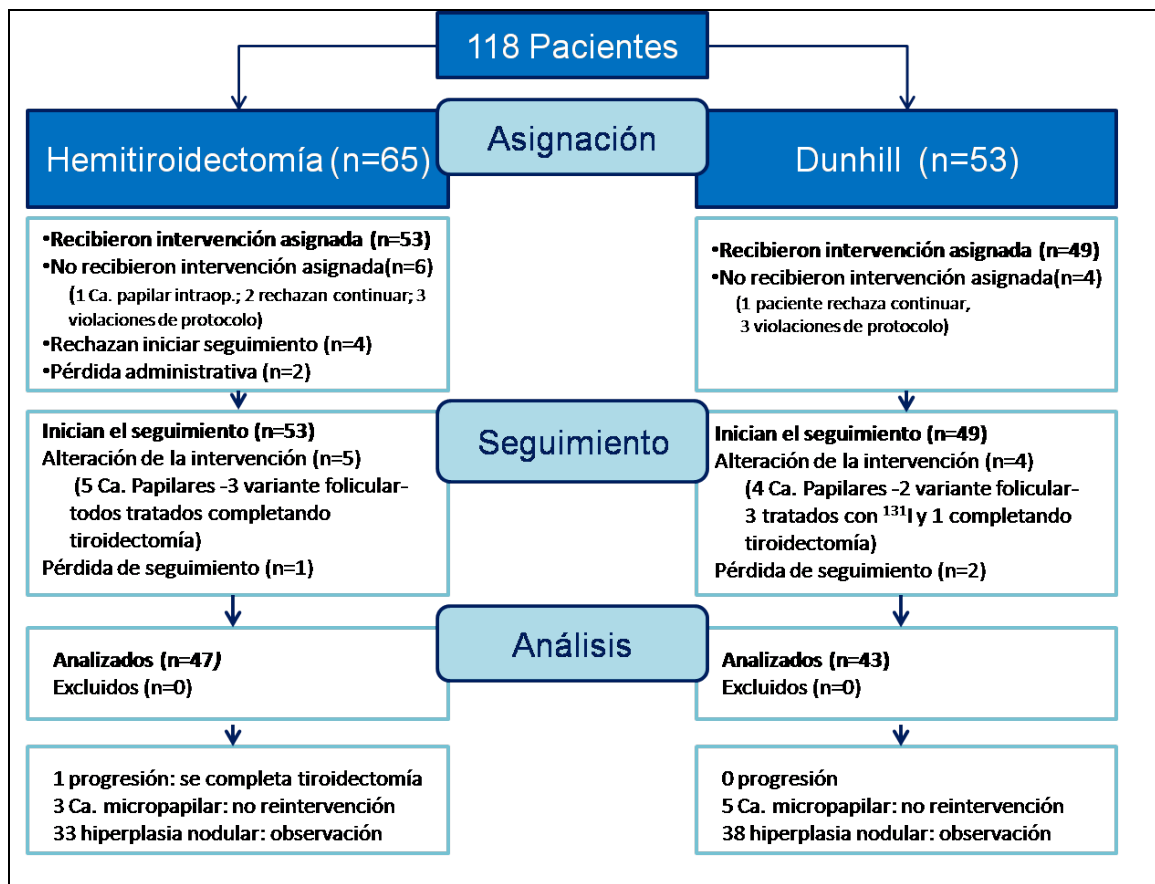 118 Pacientes
Asignación
Hemitiroidectomía (n=65)
Dunhill (n=53)
•Recibieron intervención asignada (n=53)
•No recibieron intervención asignada(n=6)
(1 Ca. papilar intraop.; 2 rechazan continuar; 3
violaciones de protocolo)
•Rechazan iniciar seguimiento (n=4)
•Pérdida administrativa (n=2)
•Recibieron intervención asignada (n=49)
•No recibieron intervención asignada(n=4)
(1 paciente rechaza continuar,
3 violaciones de protocolo)
Seguimiento
Inician el seguimiento (n=53)
Alteración de la intervención (n=5)
(5 Ca. Papilares -3 variante folicular-
todos tratados completando
tiroidectomía)
Pérdida de seguimiento (n=1)
Inician el seguimiento (n=49)
Alteración de la intervención (n=4)
(4 Ca. Papilares -2 variante folicular-
3 tratados con ¹³¹I y 1 completando
tiroidectomía)
Pérdida de seguimiento (n=2)
Análisis
Analizados (n=47)
Excluidos (n=0)
Analizados (n=43)
Excluidos (n=0)
1 progresión: se completa tiroidectomía
3 Ca. micropapilar: no reintervención
33 hiperplasia nodular: observación
0 progresión
5 Ca. micropapilar: no reintervención
38 hiperplasia nodular: observación